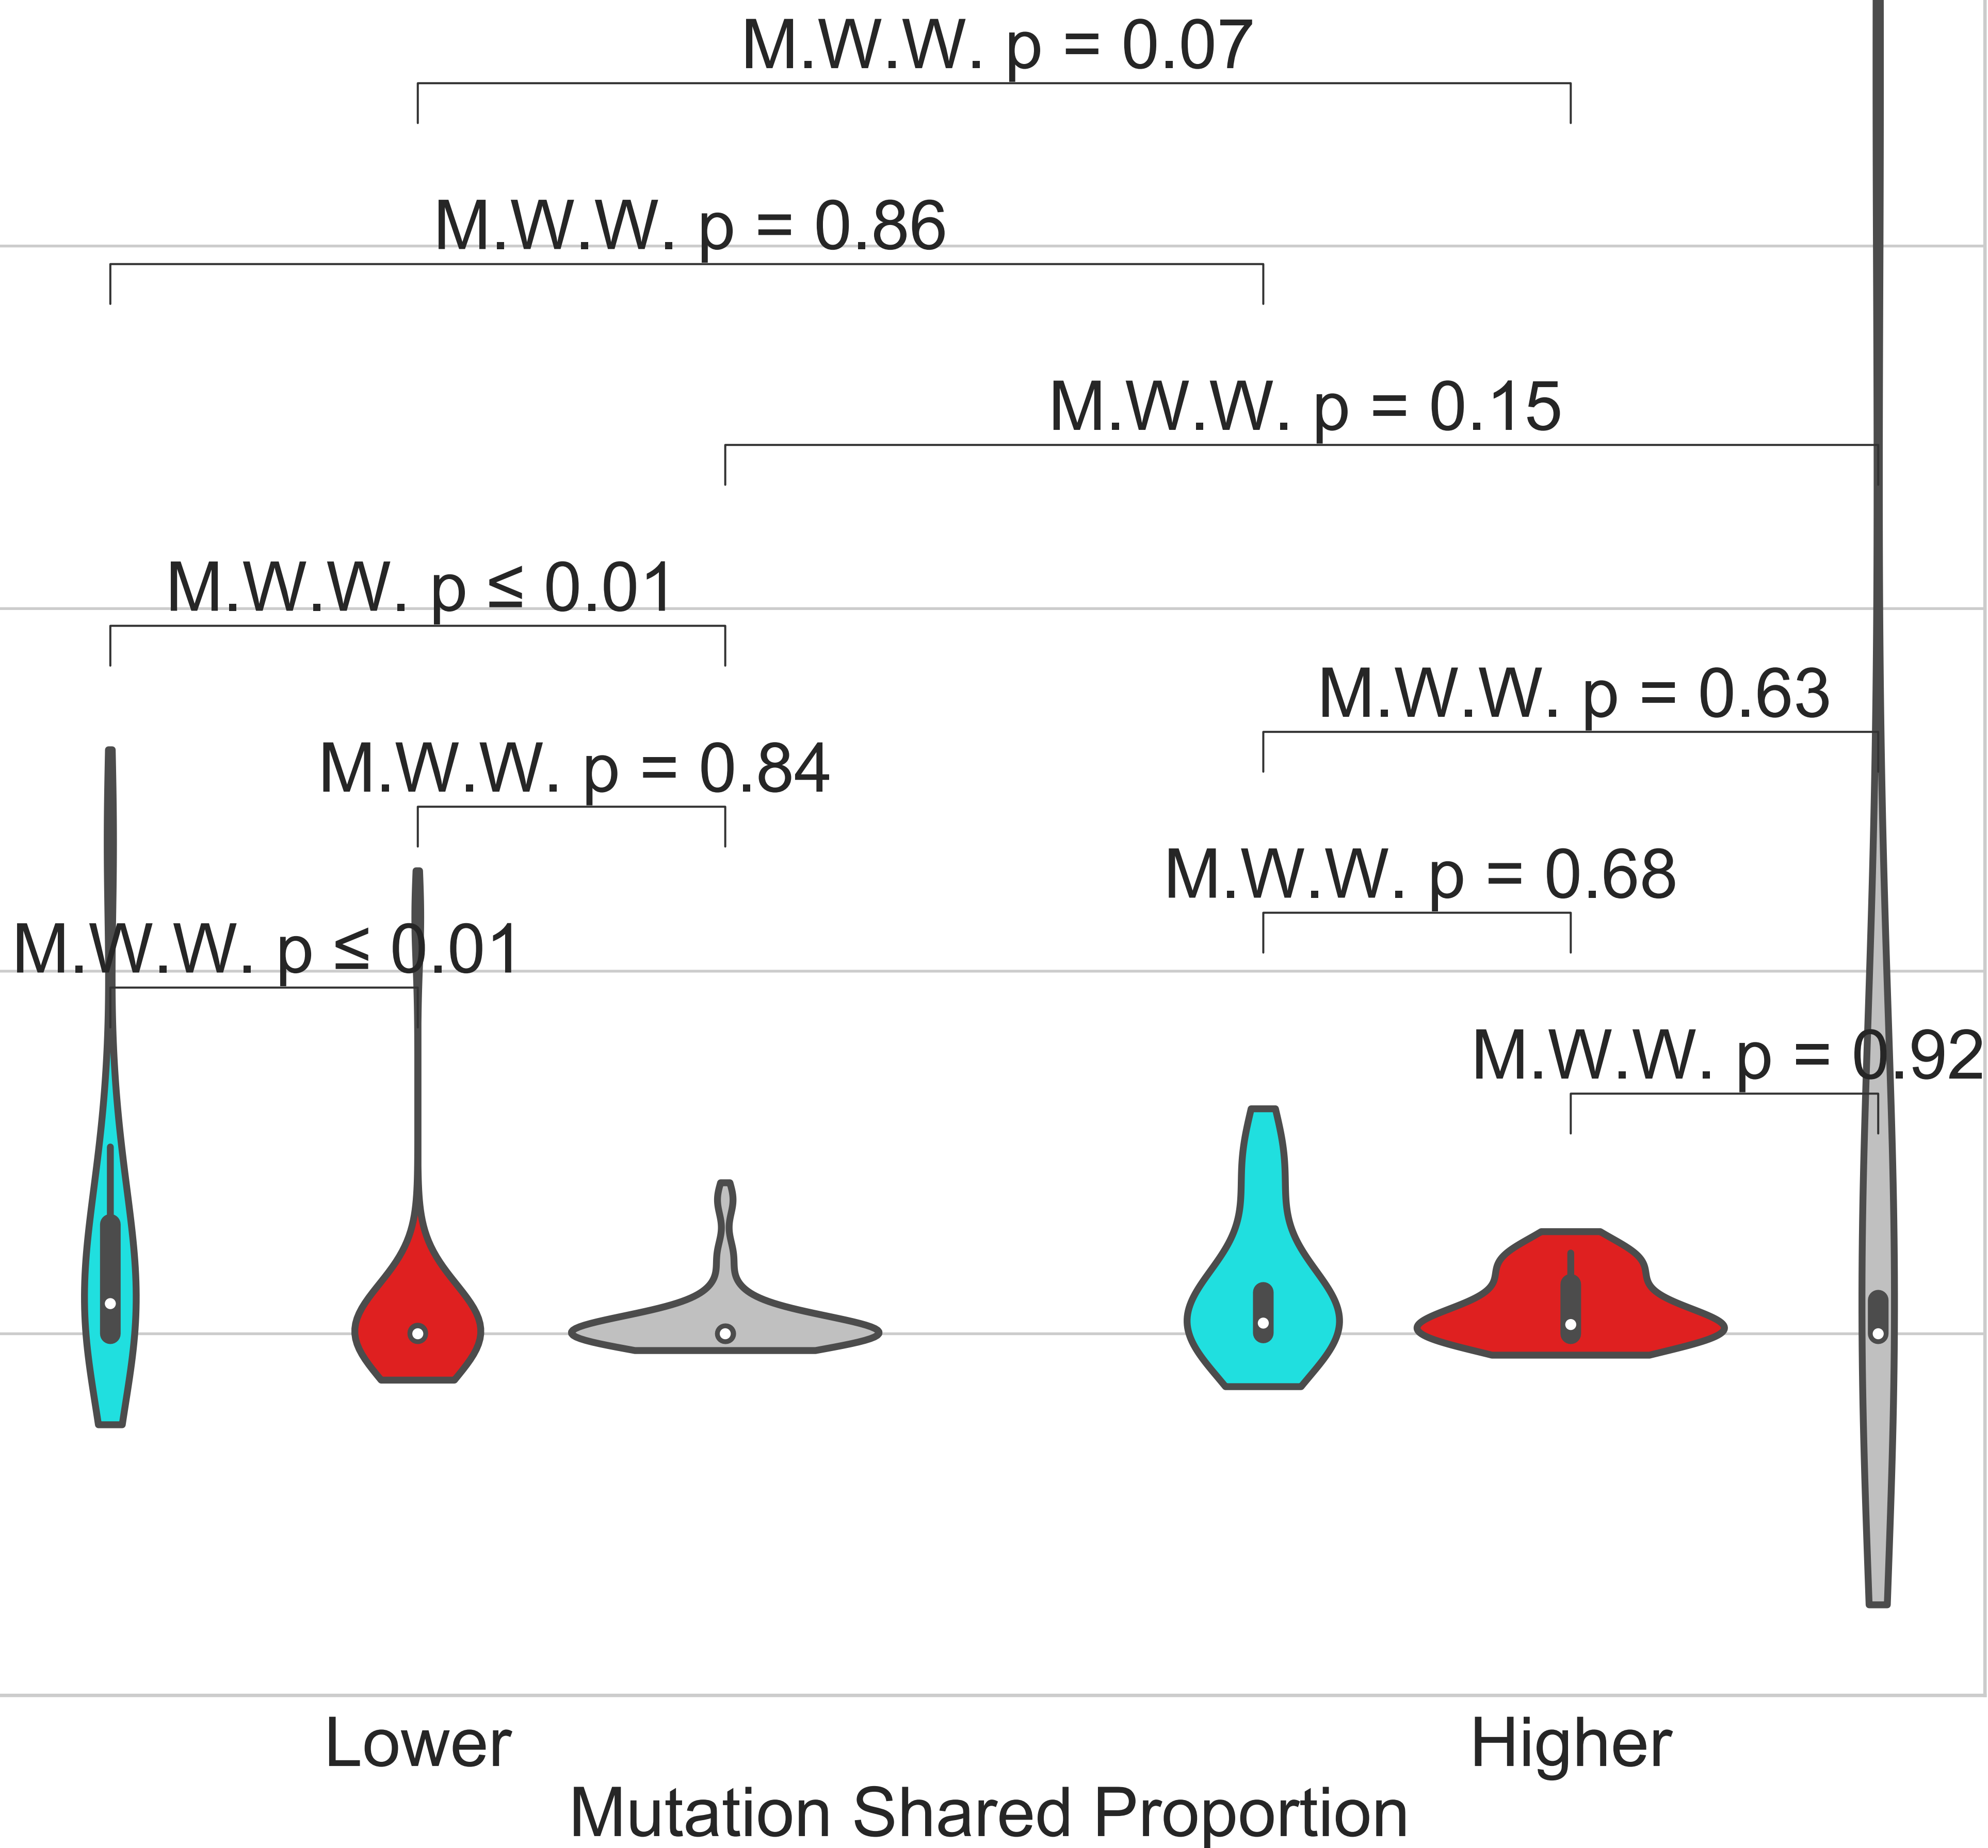 M.W.W. p = 0.07
M.W.W. p = 0.86
M.W.W. p = 0.15
M.W.W. p ≤ 0.01
M.W.W. p = 0.63
M.W.W. p = 0.84
M.W.W. p = 0.68
M.W.W. p ≤ 0.01
M.W.W. p = 0.92
Lower
Higher
Mutation Shared Proportion